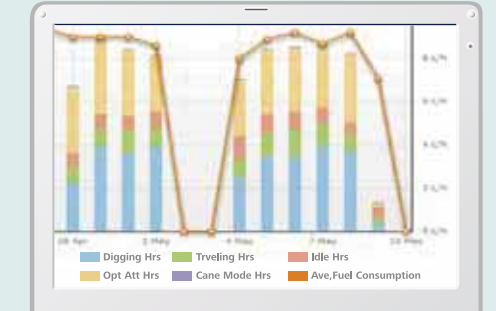 28 Apr 1 May 4 May 7 May 10 May
Digging Hrs Trveling Hrs Idle Hrs
Opt Att Hrs Cane Mode Hrs Ave,Fuel Consumption